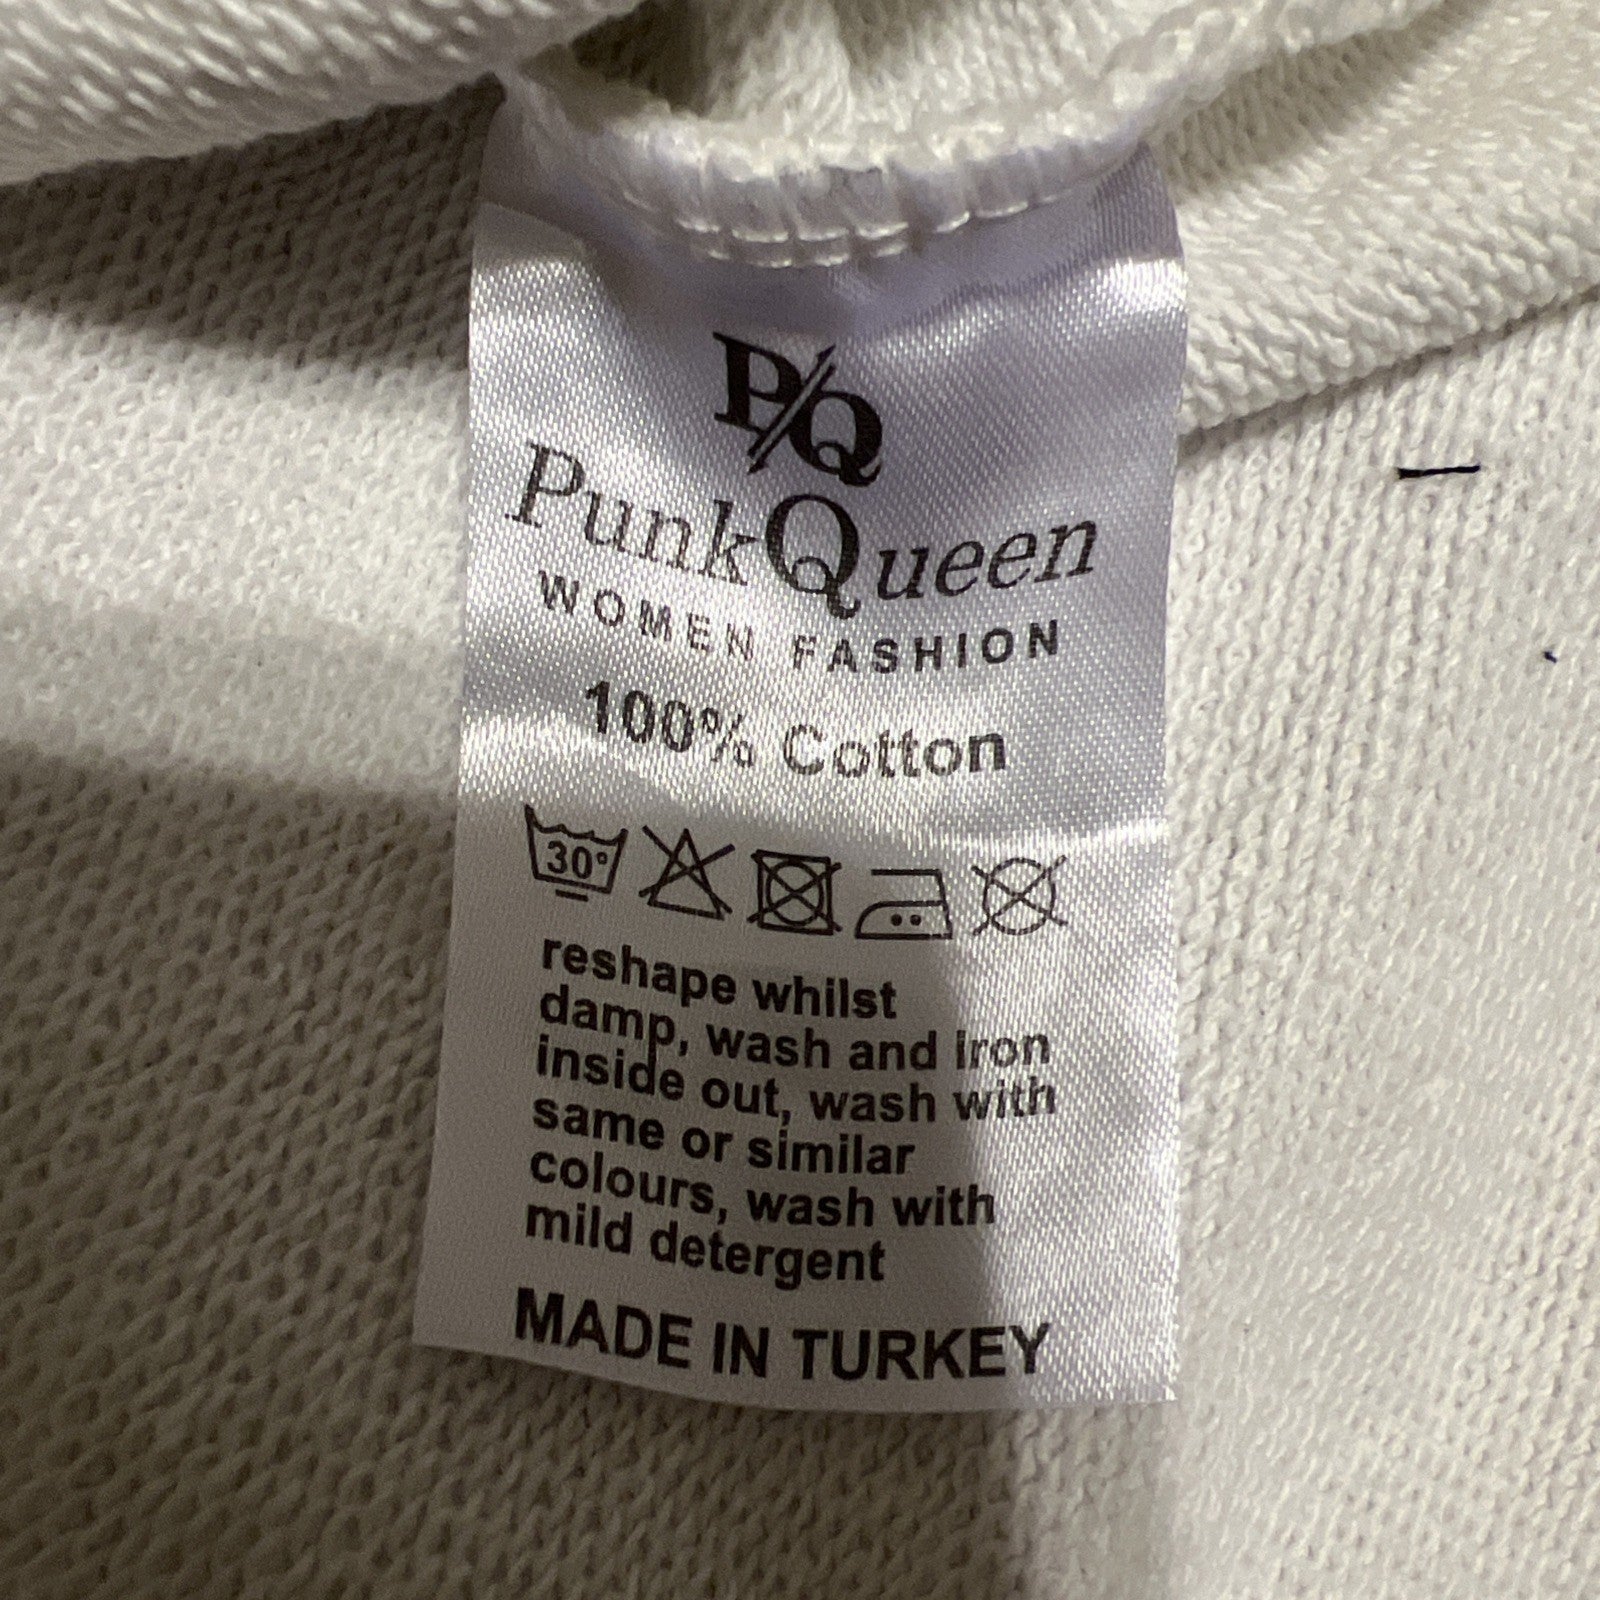 P/Q
PunkQueen
WOMEN FASHION
100% Cotton
30°
reshape whilst
damp, wash and iron
inside out, wash with
same or similar
colours, wash with
mild detergent
MADE IN TURKEY